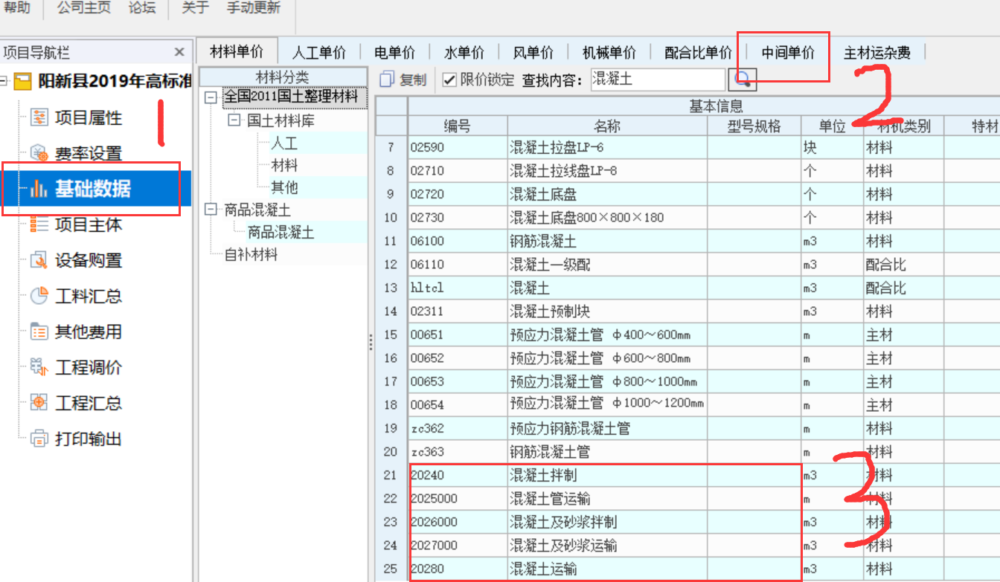 帮助 公司主页 论坛 关于 手动更新
项目导航栏 ×
阳新县2019年高标准
项目属性
费率设置
基础数据
项目主体
设备购置
工料汇总
其他费用
工程调价
工程汇总
打印输出
1
材料单价 人工单价 电单价 水单价 风单价 机械单价 配合比单价 中间单价 主材运杂费
2
材料分类
全国2011国土整理材料
国土材料库
人工
材料
其他
商品混凝土
商品混凝土
自补材料
复制 限价锁定 查找内容: 混凝土
基本信息
编号 名称 型号规格 单位 材机类别 特材
7 02590 混凝土拉盘LP-6 块 材料
8 02710 混凝土拉线盘LP-8 个 材料
9 02720 混凝土底盘 个 材料
10 02730 混凝土底盘800×800×180 个 材料
11 06100 钢筋混凝土 m3 材料
12 06110 混凝土一级配 m3 配合比
13 hltcl 混凝土 m3 配合比
14 02311 混凝土预制块 m3 材料
15 00651 预应力混凝土管 φ400～600mm m 主材
16 00652 预应力混凝土管 φ600～800mm m 主材
17 00653 预应力混凝土管 φ800～1000mm m 主材
18 00654 预应力混凝土管 φ1000～1200mm m 主材
19 zc362 预应力钢筋混凝土管 m 材料
20 zc363 钢筋混凝土管 m 材料
21 20240 混凝土拌制 m3 材料
22 2025000 混凝土管运输 m 材料
23 2026000 混凝土及砂浆拌制 m3 材料
24 2027000 混凝土及砂浆运输 m3 材料
25 20280 混凝土运输 m3 材料
3